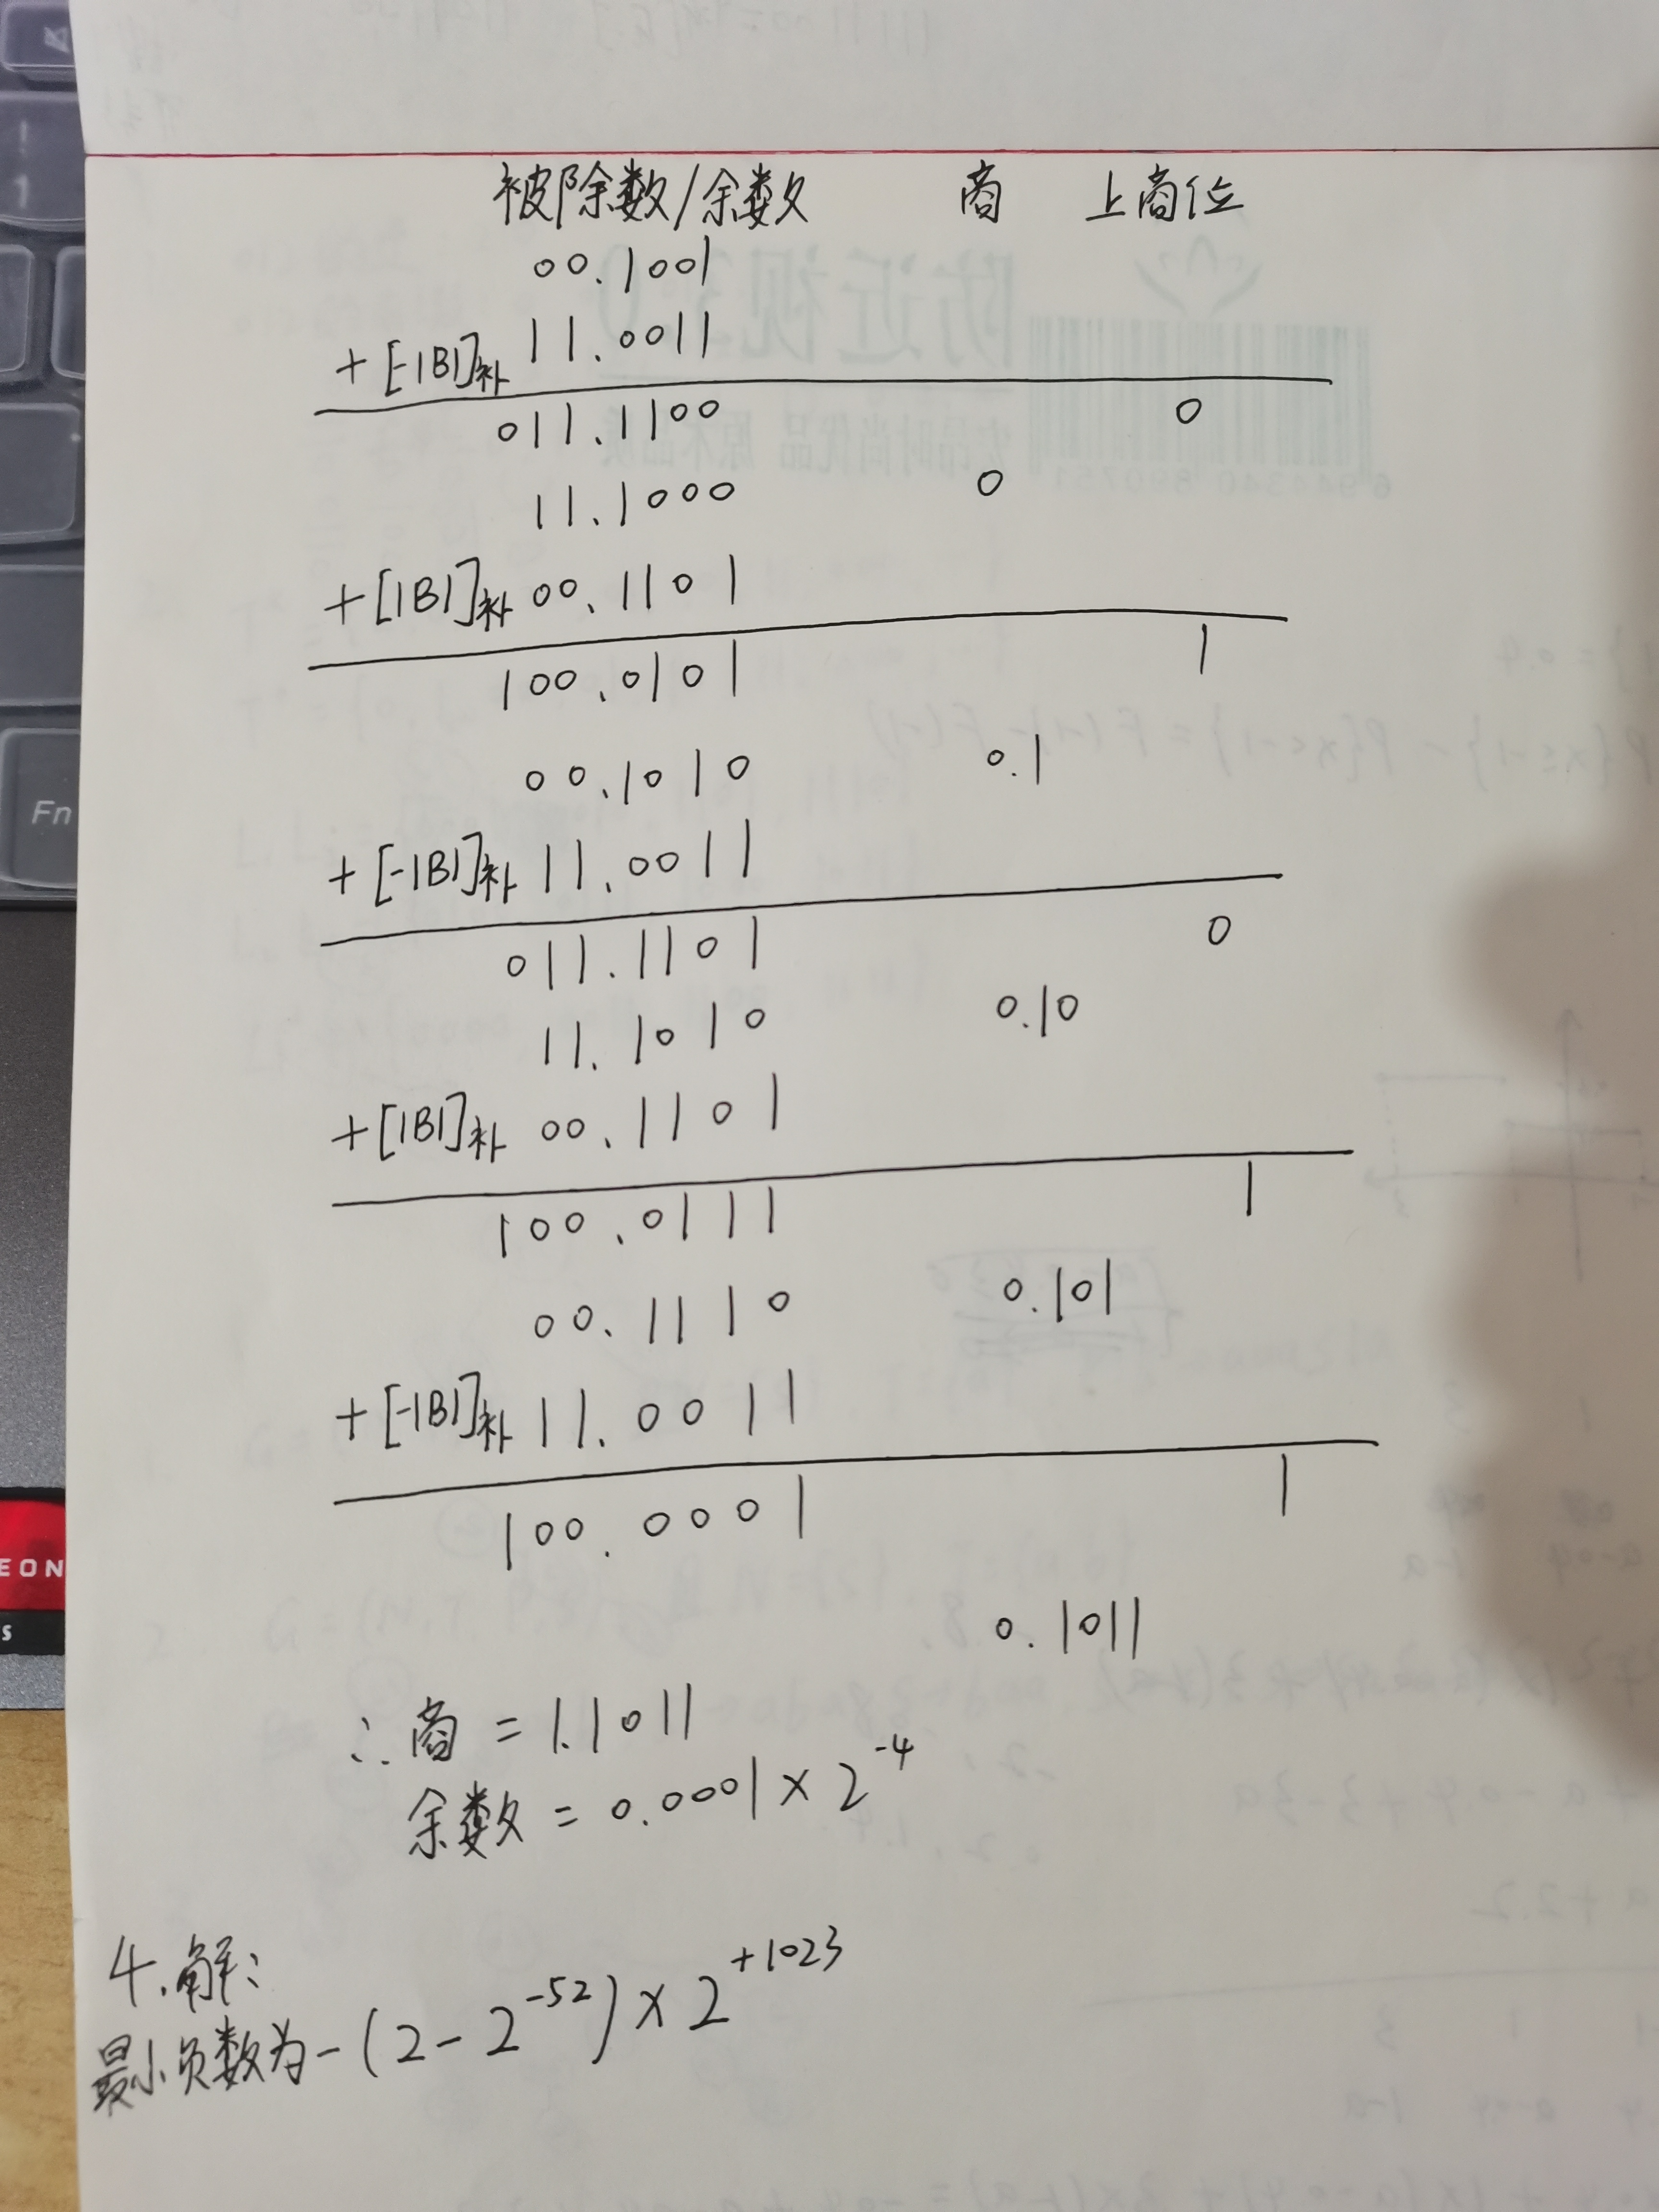 被除数/余数 商 上商位
00.1001
+[-|B|]补 11.0011
011.1100 0
11.1000 0
+[|B|]补 00.1101
100.0101 1
00.1010 0.1
+[-|B|]补 11.0011
011.1101 0
11.1010 0.10
+[|B|]补 00.1101
100.0111 1
00.1110 0.101
+[-|B|]补 11.0011
100.0001 1
0.1011
∴商 = 1.1011
余数 = 0.0001×2^-4
4.解:
最小负数为-(2-2^-52)×2^+1023
Fn
EON
S